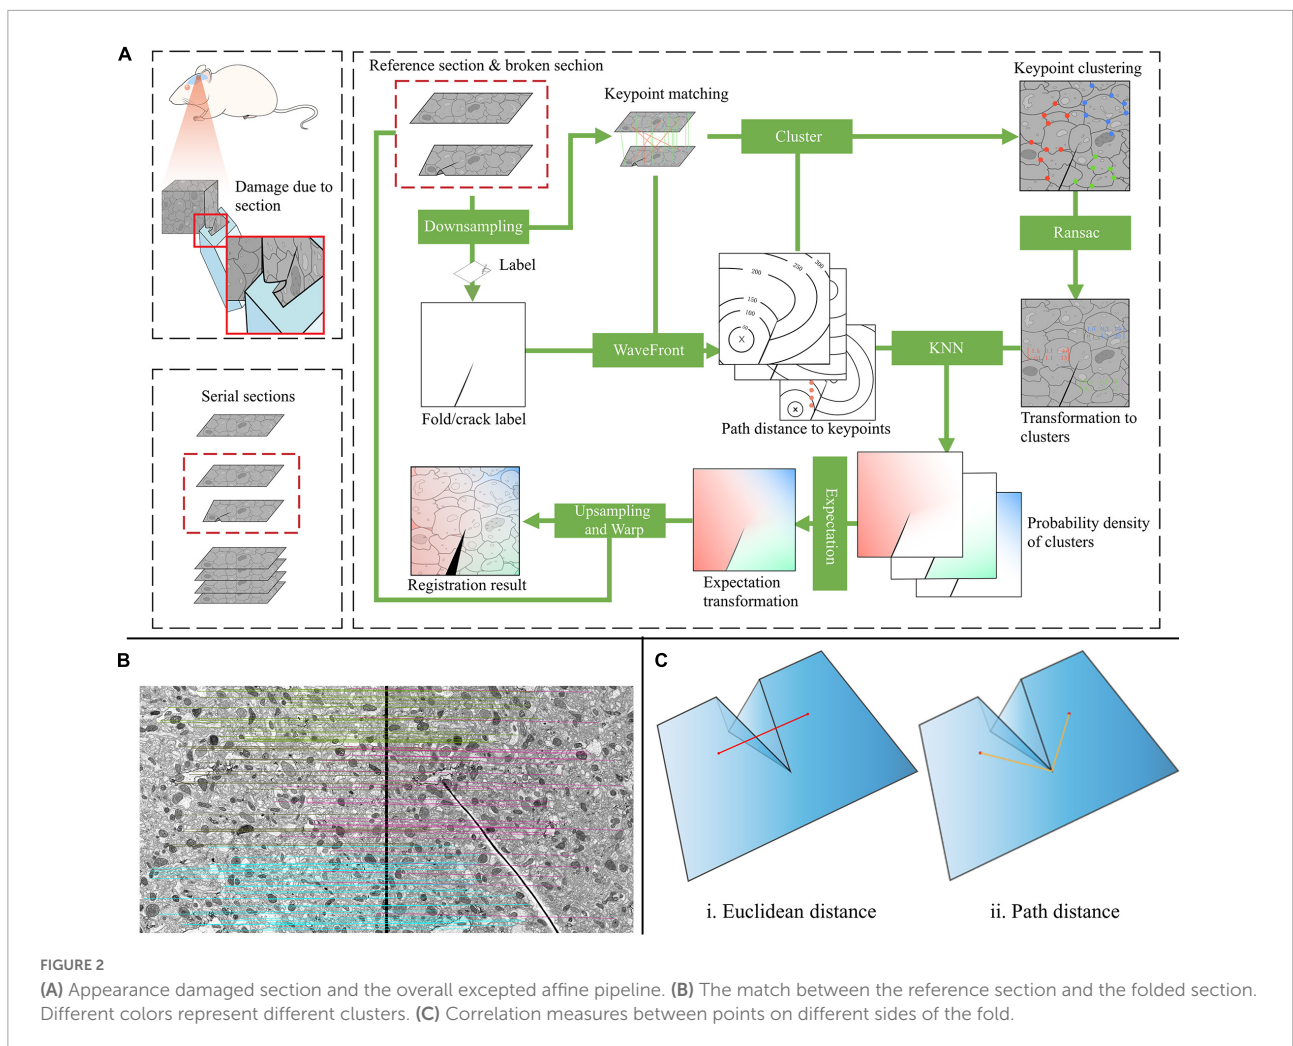 A
Reference section & broken sechion
Keypoint matching
Keypoint clustering
Cluster
Damage due to
section
Downsampling
Ransac
Label
200
250
300
150
100
50
X
WaveFront
KNN
x
Fold/crack label
Path distance to keypoints
Transformation to
clusters
Serial sections
Upsampling
and Warp
Expectation
Probability density
of clusters
Registration result
Expectation
transformation
B
C
i. Euclidean distance
ii. Path distance
FIGURE 2
(A) Appearance damaged section and the overall excepted affine pipeline. (B) The match between the reference section and the folded section.
Different colors represent different clusters. (C) Correlation measures between points on different sides of the fold.